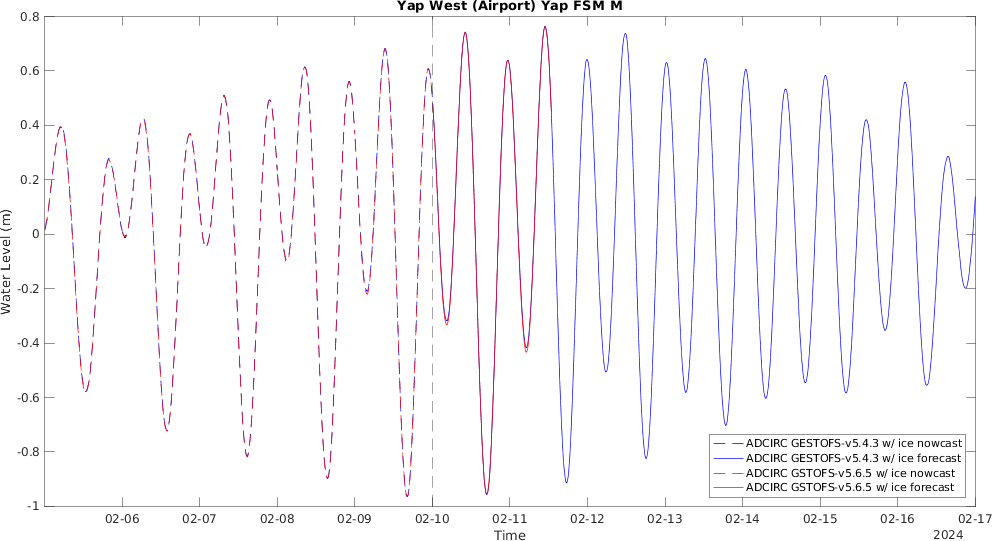 Yap West (Airport) Yap FSM M
0.8
0.6
0.4
0.2
0
-0.2
-0.4
-0.6
-0.8
-1
Water Level (m)
02-06 02-07 02-08 02-09 02-10 02-11 02-12 02-13 02-14 02-15 02-16 02-17
Time
2024
ADCIRC GESTOFS-v5.4.3 w/ ice nowcast
ADCIRC GESTOFS-v5.4.3 w/ ice forecast
ADCIRC GSTOFS-v5.6.5 w/ ice nowcast
ADCIRC GSTOFS-v5.6.5 w/ ice forecast